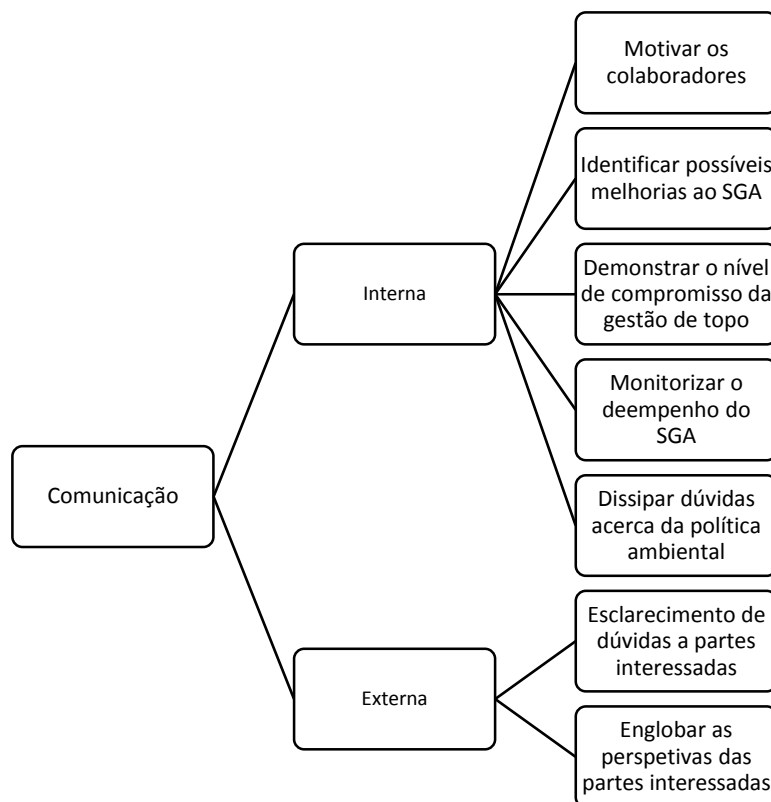 Comunicação
Interna
Motivar os
colaboradores
Identificar possíveis
melhorias ao SGA
Demonstrar o nível
de compromisso da
gestão de topo
Monitorizar o
deempenho do
SGA
Dissipar dúvidas
acerca da política
ambiental
Externa
Esclarecimento de
dúvidas a partes
interessadas
Englobar as
perspetivas das
partes interessadas